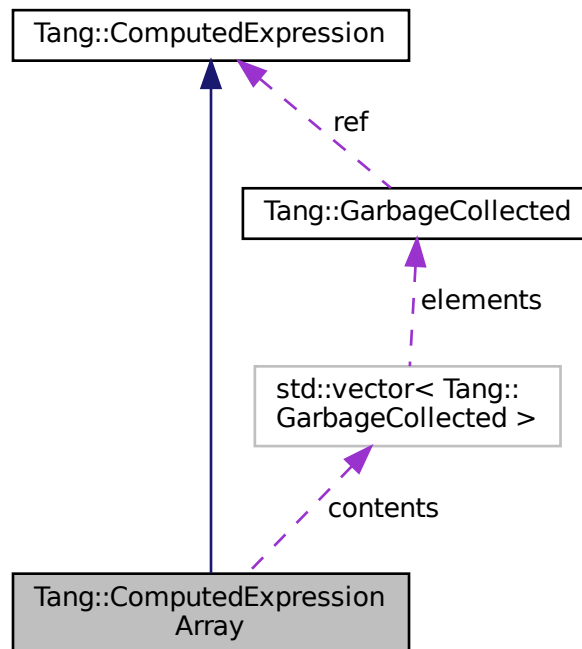 Tang::ComputedExpression
ref
Tang::GarbageCollected
elements
std::vector< Tang::
GarbageCollected >
contents
Tang::ComputedExpression
Array